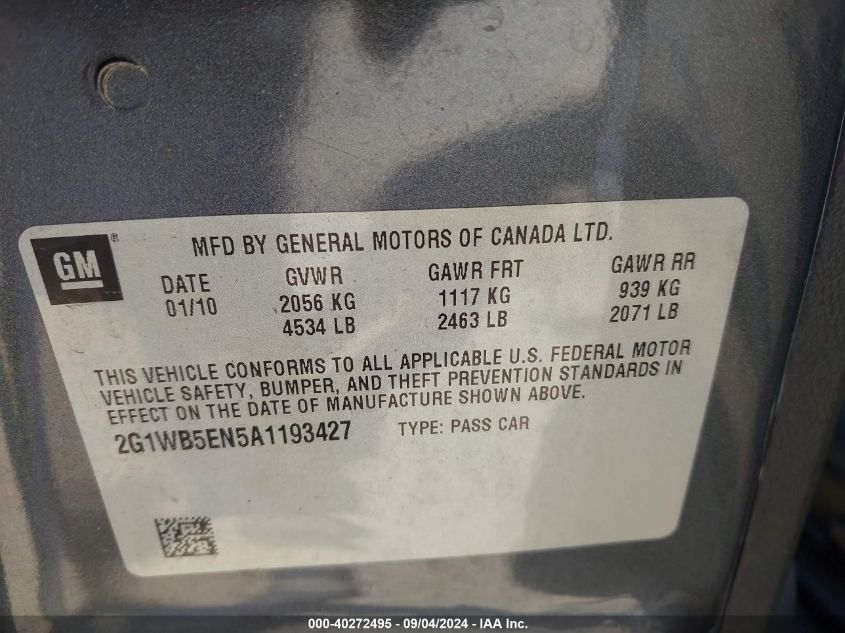 GM®
MFD BY GENERAL MOTORS OF CANADA LTD.
DATE GVWR GAWR FRT GAWR RR
01/10 2056 KG 1117 KG 939 KG
4534 LB 2463 LB 2071 LB
THIS VEHICLE CONFORMS TO ALL APPLICABLE U.S. FEDERAL MOTOR
VEHICLE SAFETY, BUMPER, AND THEFT PREVENTION STANDARDS IN
EFFECT ON THE DATE OF MANUFACTURE SHOWN ABOVE.
2G1WB5EN5A1193427 TYPE: PASS CAR
000-40272495 - 09/04/2024 - IAA Inc.